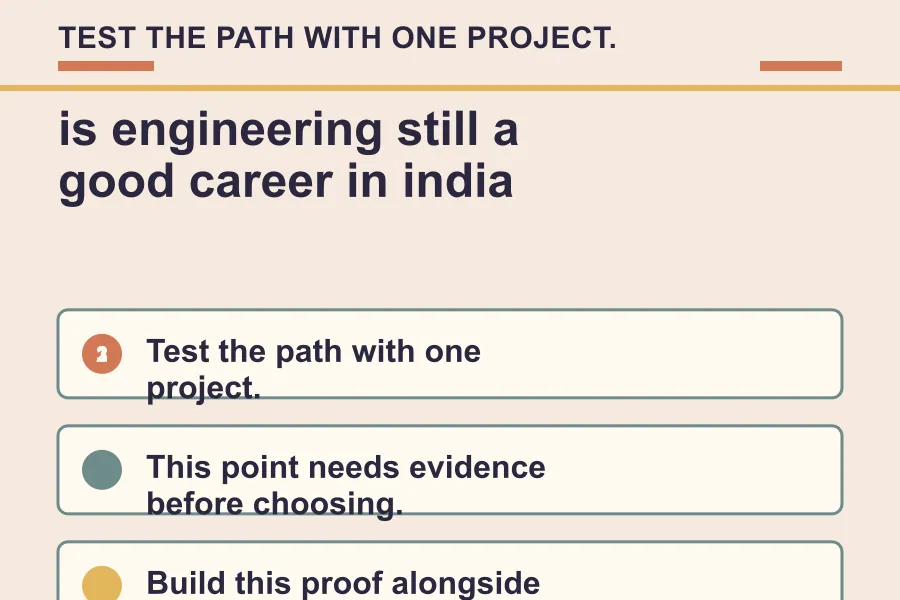 TEST THE PATH WITH ONE PROJECT.
is engineering still a
good career in india
Test the path with one
project.
This point needs evidence
before choosing.
Build this proof alongside